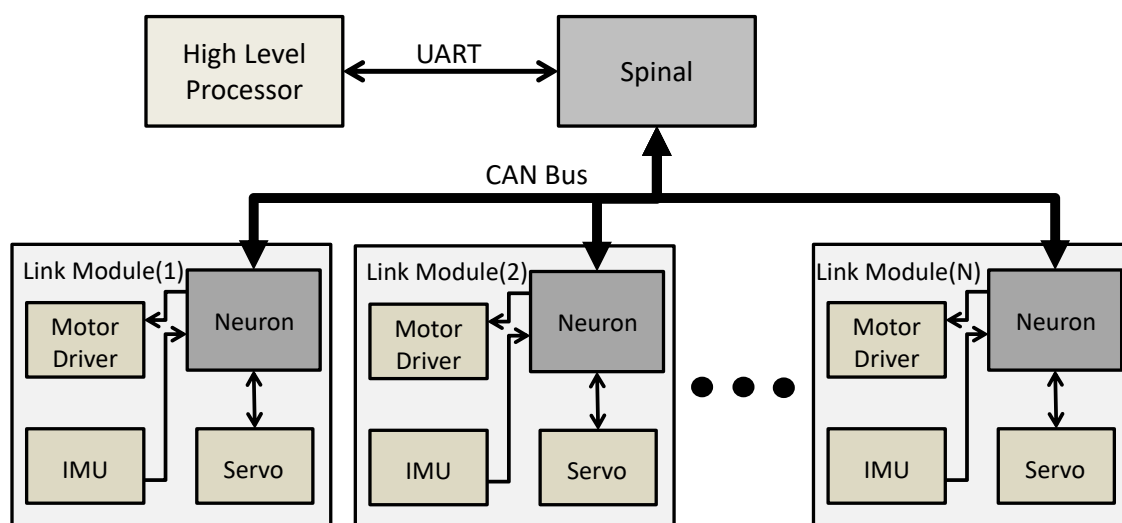 High Level
Processor
UART
Spinal
CAN Bus
Link Module(1)
Neuron
Motor
Driver
IMU
Servo
Link Module(2)
Neuron
Motor
Driver
IMU
Servo
Link Module(N)
Neuron
Motor
Driver
IMU
Servo